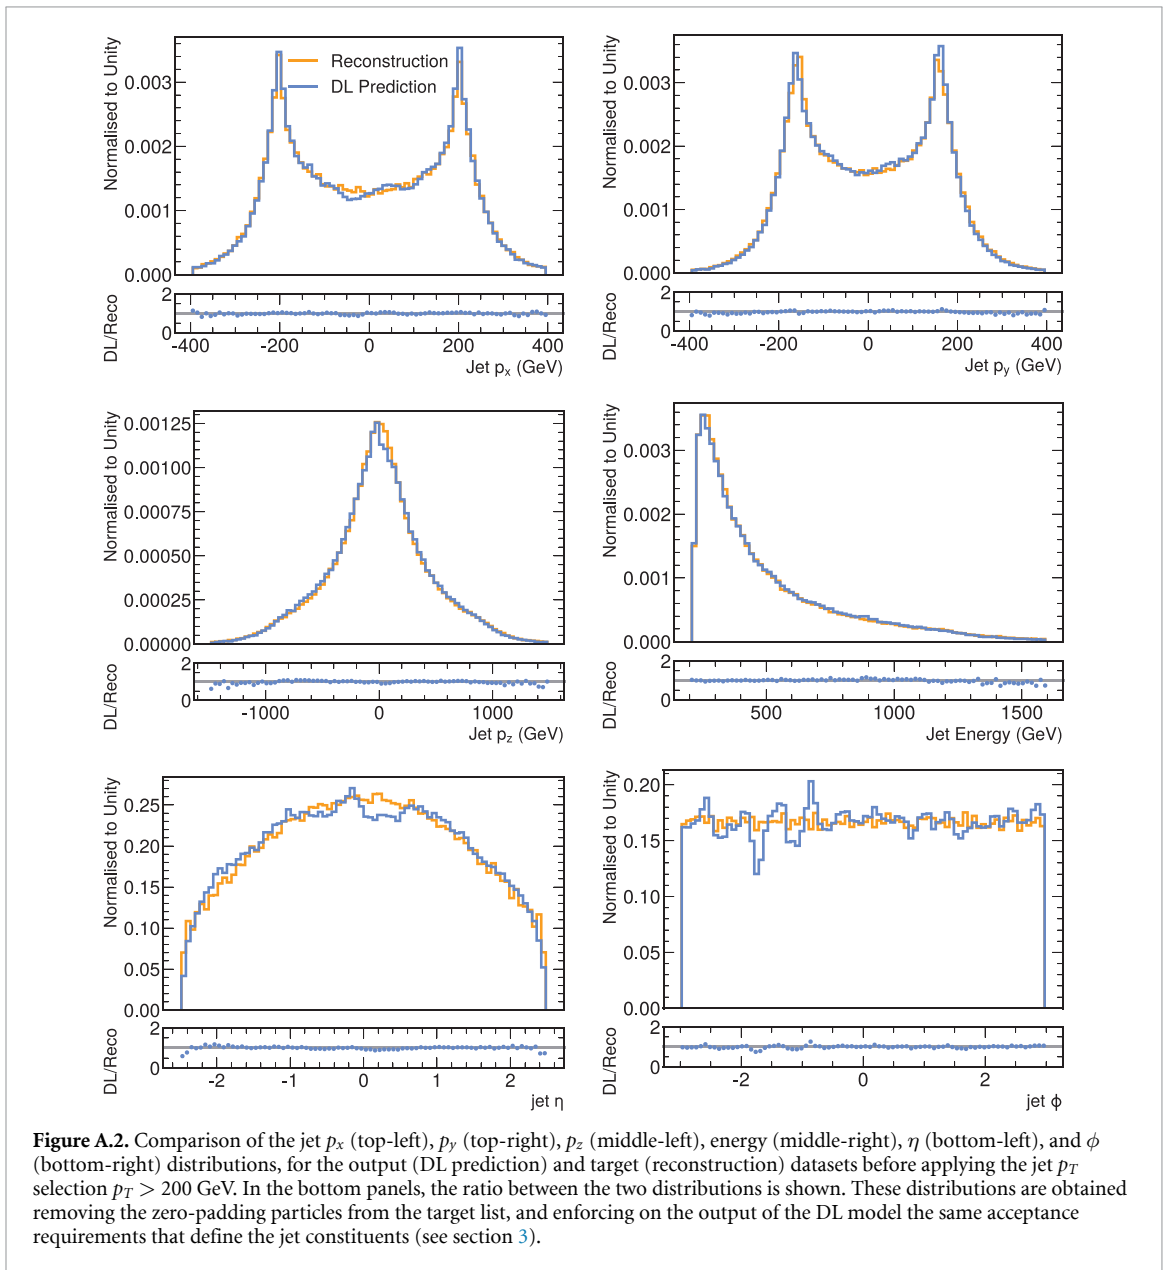 Normalised to Unity
0.003
0.002
0.001
0.000
Reconstruction
DL Prediction
DL/Reco
2
0
-400
-200
0
200
400
Jet pₓ (GeV)
Normalised to Unity
0.003
0.002
0.001
0.000
DL/Reco
2
0
-400
-200
0
200
400
Jet p_y (GeV)
Normalised to Unity
0.00125
0.00100
0.00075
0.00050
0.00025
0.00000
DL/Reco
2
0
-1000
0
1000
Jet p_z (GeV)
Normalised to Unity
0.003
0.002
0.001
0.000
DL/Reco
2
0
500
1000
1500
Jet Energy (GeV)
Normalised to Unity
0.25
0.20
0.15
0.10
0.05
0.00
DL/Reco
2
0
-2
-1
0
1
2
jet η
Normalised to Unity
0.20
0.15
0.10
0.05
0.00
DL/Reco
2
0
-2
0
2
jet ϕ
Figure A.2. Comparison of the jet pₓ (top-left), p_y (top-right), p_z (middle-left), energy (middle-right), η (bottom-left), and ϕ
(bottom-right) distributions, for the output (DL prediction) and target (reconstruction) datasets before applying the jet p_T
selection p_T > 200 GeV. In the bottom panels, the ratio between the two distributions is shown. These distributions are obtained
removing the zero-padding particles from the target list, and enforcing on the output of the DL model the same acceptance
requirements that define the jet constituents (see section 3).